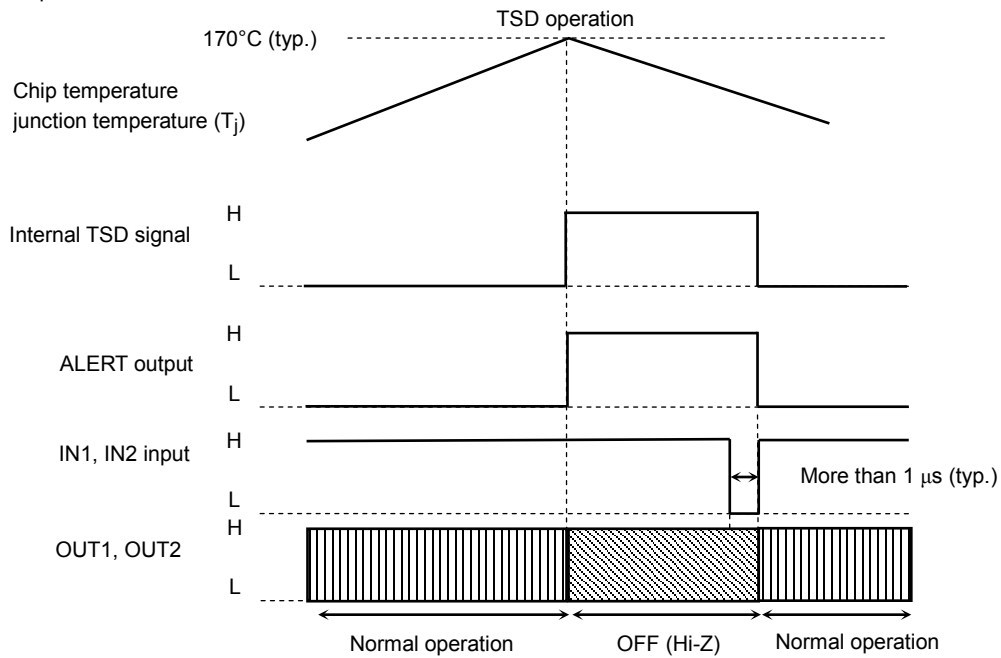 TSD operation
170°C (typ.)
Chip temperature
junction temperature (Tj)
H
Internal TSD signal
L
H
ALERT output
L
H
IN1, IN2 input
More than 1 μs (typ.)
L
H
OUT1, OUT2
L
Normal operation
OFF (Hi-Z)
Normal operation